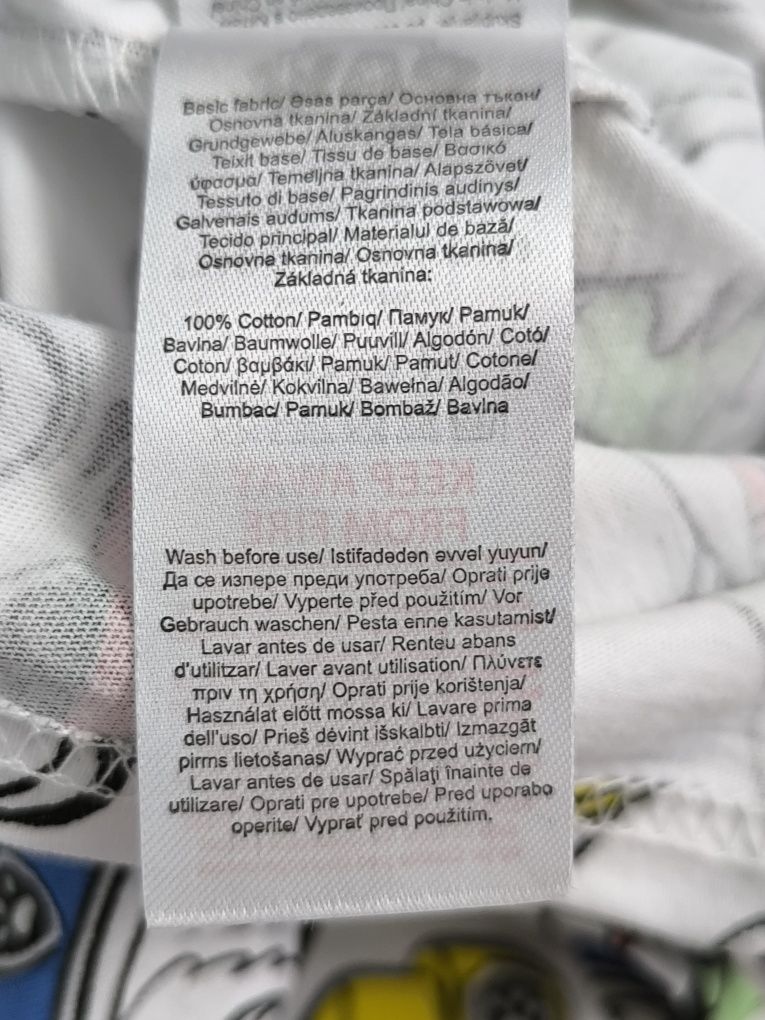 Basic fabric/ Əsas parça/ Основна тъкан/
Osnovna tkanina/ Základní tkanina/
Grundgewebe/ Aluskangas/ Tela básica/
Teixit base/ Tissu de base/ Βασικό
ύφασμα/ Temeljna tkanina/ Alapszövet/
Tessuto di base/ Pagrindinis audinys/
Galvenais audums/ Tkanina podstawowa/
Tecido principal/ Materialul de bază/
Osnovna tkanina/ Osnovna tkanina/
Základná tkanina:
100% Cotton/ Pambıq/ Памук/ Pamuk/
Bavlna/ Baumwolle/ Puuvill/ Algodón/ Cotó/
Coton/ βαμβάκι/ Pamuk/ Pamut/ Cotone/
Medvilnė/ Kokvilna/ Bawełna/ Algodão/
Bumbac/ Pamuk/ Bombaž/ Bavlna
KEEP AWAY
FROM FIRE
Wash before use/ Istifadədən əvvəl yuyun/
Да се изпере преди употреба/ Oprati prije
upotrebe/ Vyperte před použitím/ Vor
Gebrauch waschen/ Pesta enne kasutamist/
Lavar antes de usar/ Renteu abans
d'utilitzar/ Laver avant utilisation/ Πλύνετε
πριν τη χρήση/ Oprati prije korištenja/
Használat előtt mossa ki/ Lavare prima
dell'uso/ Prieš dėvint išskalbti/ Izmazgāt
pirms lietošanas/ Wyprać przed użyciem/
Lavar antes de usar/ Spălaţi înainte de
utilizare/ Oprati pre upotrebe/ Pred uporabo
operite/ Vyprať pred použitím.